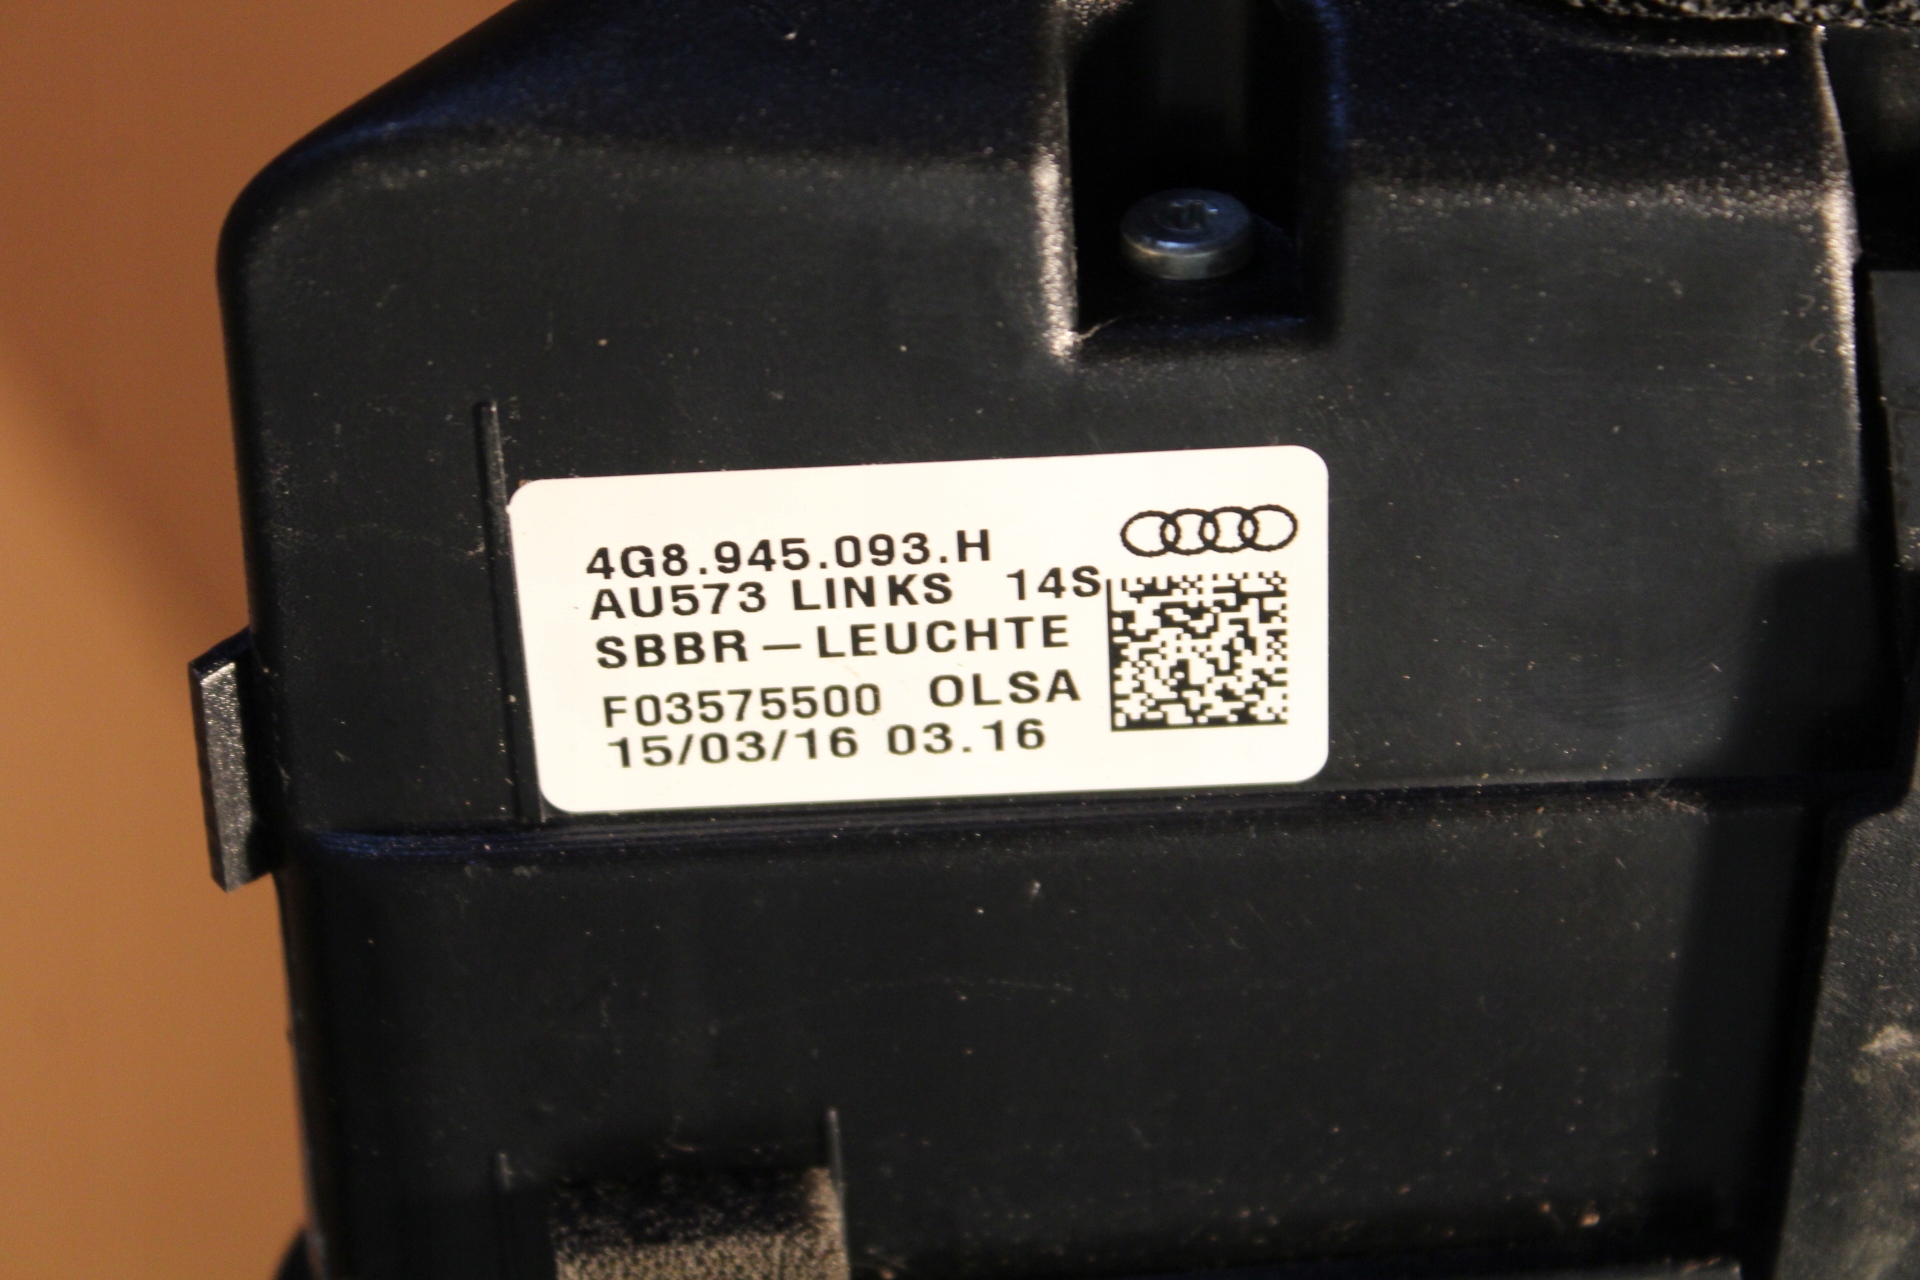 4G8.945.093.H
AU573 LINKS 14S
SBBR-LEUCHTE
F03575500 OLSA
15/03/16 03.16